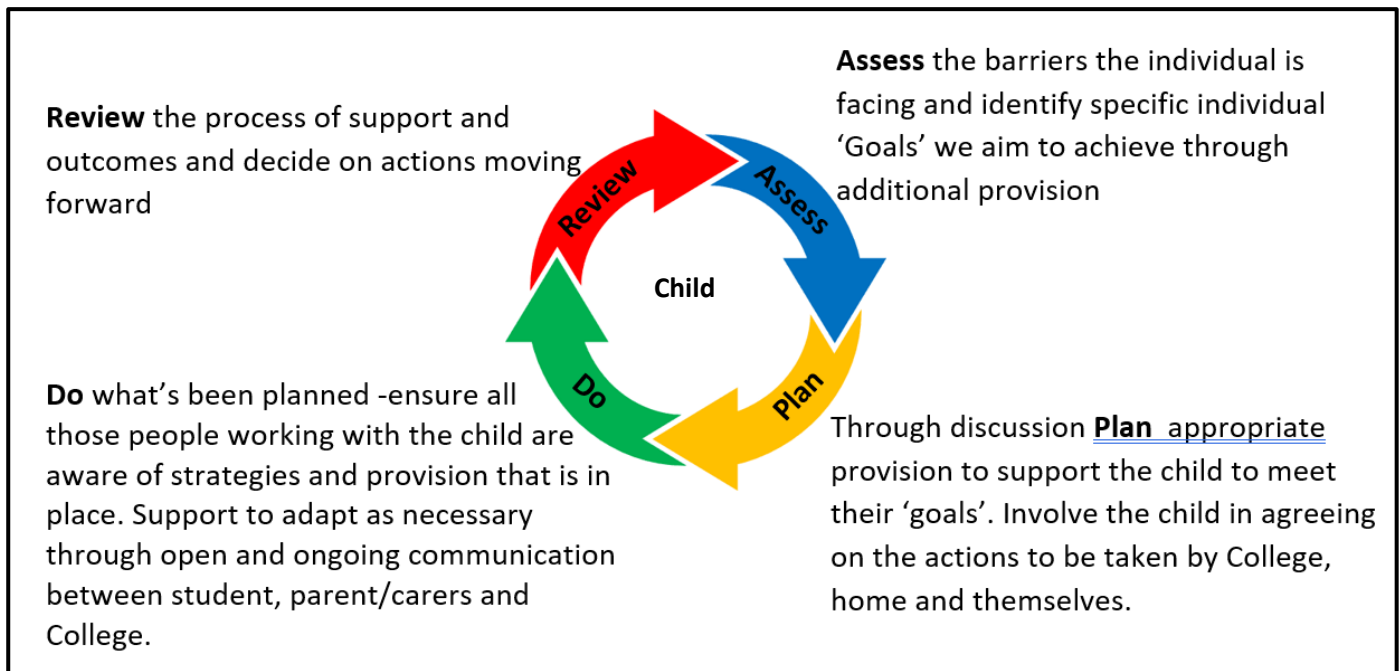 Review the process of support and
outcomes and decide on actions moving
forward
Assess the barriers the individual is
facing and identify specific individual
‘Goals’ we aim to achieve through
additional provision
Review
Assess
Child
Do
Plan
Do what’s been planned -ensure all
those people working with the child are
aware of strategies and provision that is in
place. Support to adapt as necessary
through open and ongoing communication
between student, parent/carers and
College.
Through discussion Plan  appropriate
provision to support the child to meet
their ‘goals’. Involve the child in agreeing
on the actions to be taken by College,
home and themselves.